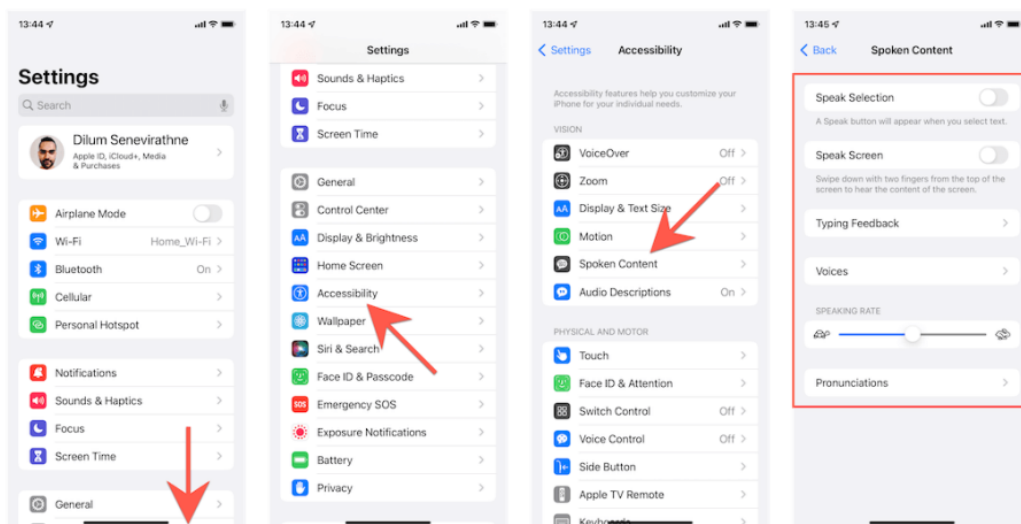 13:44
Settings
Search
Dilum Senevirathne
Apple ID, iCloud+, Media
& Purchases
Airplane Mode
Wi-Fi Home_Wi-Fi
Bluetooth On
Cellular
Personal Hotspot
Notifications
Sounds & Haptics
Focus
Screen Time
General
13:44
Settings
Sounds & Haptics
Focus
Screen Time
General
Control Center
AA Display & Brightness
Home Screen
Accessibility
Wallpaper
Siri & Search
Face ID & Passcode
SOS Emergency SOS
Exposure Notifications
Battery
Privacy
13:44
Settings Accessibility
Accessibility features help you customize your
iPhone for your individual needs.
VISION
VoiceOver Off
Zoom Off
AA Display & Text Size
Motion
Spoken Content
Audio Descriptions On
PHYSICAL AND MOTOR
Touch
Face ID & Attention
Switch Control Off
Voice Control Off
Side Button
Apple TV Remote
Keyboards
13:45
Back Spoken Content
Speak Selection
A Speak button will appear when you select text.
Speak Screen
Swipe down with two fingers from the top of the
screen to hear the content of the screen.
Typing Feedback
Voices
SPEAKING RATE
Pronunciations